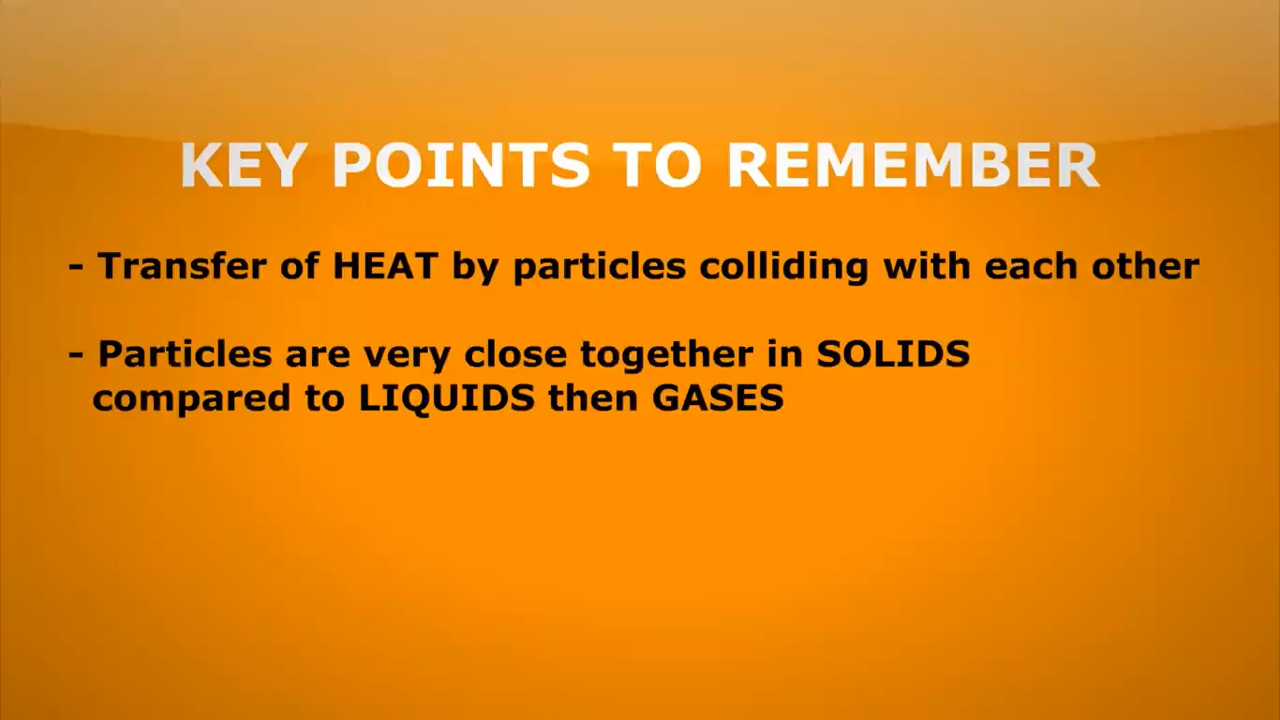 KEY POINTS TO REMEMBER
- Transfer of HEAT by particles colliding with each other
- Particles are very close together in SOLIDS
compared to LIQUIDS then GASES